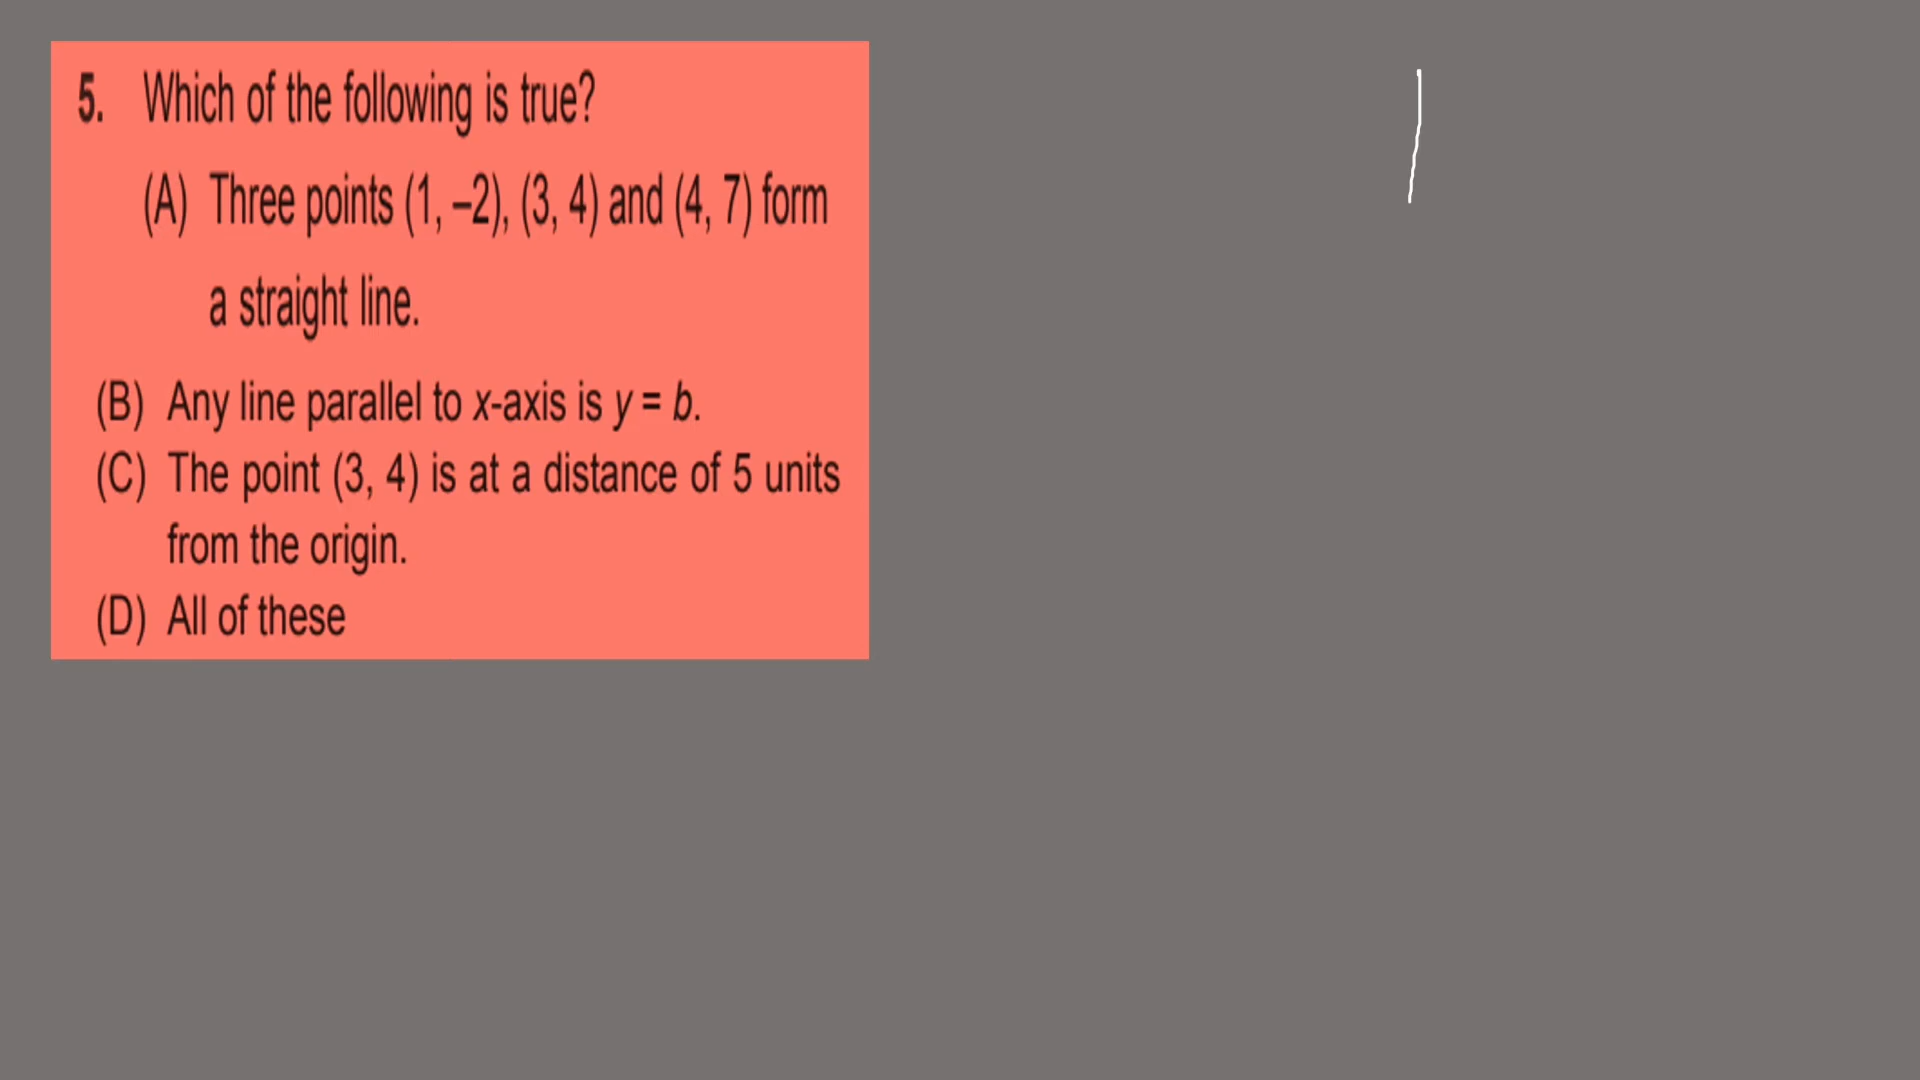 5. Which of the following is true?
(A) Three points (1, –2), (3, 4) and (4, 7) form
a straight line.
(B) Any line parallel to x-axis is y = b.
(C) The point (3, 4) is at a distance of 5 units
from the origin.
(D) All of these